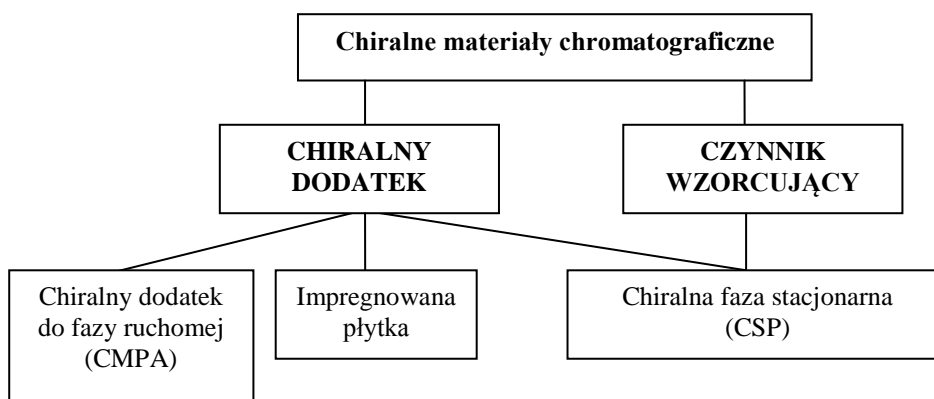 Chiralne materiały chromatograficzne
CHIRALNY
DODATEK
CZYNNIK
WZORCUJĄCY
Chiralny dodatek
do fazy ruchomej
(CMPA)
Impregnowana
płytka
Chiralna faza stacjonarna
(CSP)